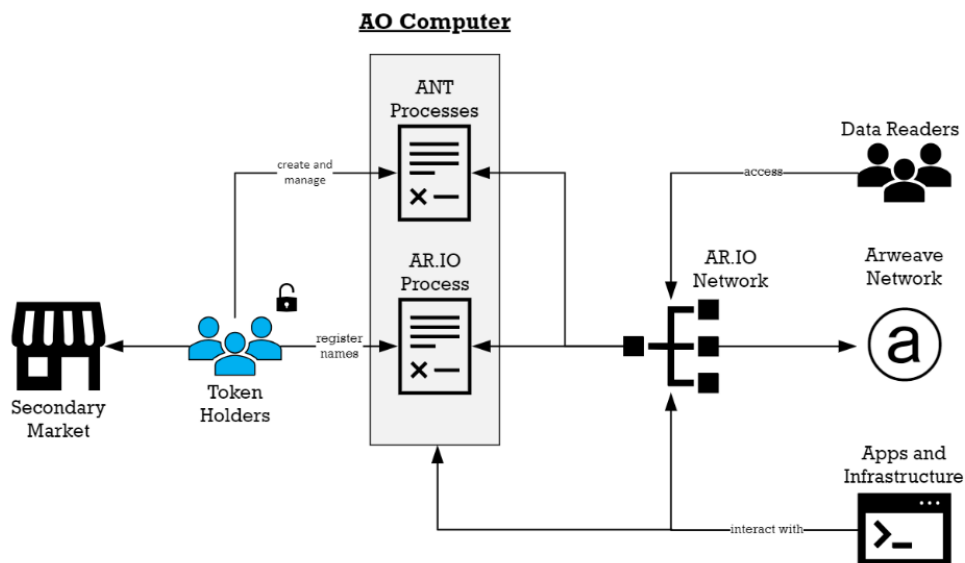 AO Computer
ANT
Processes
create and
manage
Data Readers
access
AR.IO
Process
AR.IO
Network
Arweave
Network
a
register
names
Secondary
Market
Token
Holders
Apps and
Infrastructure
interact with
>_